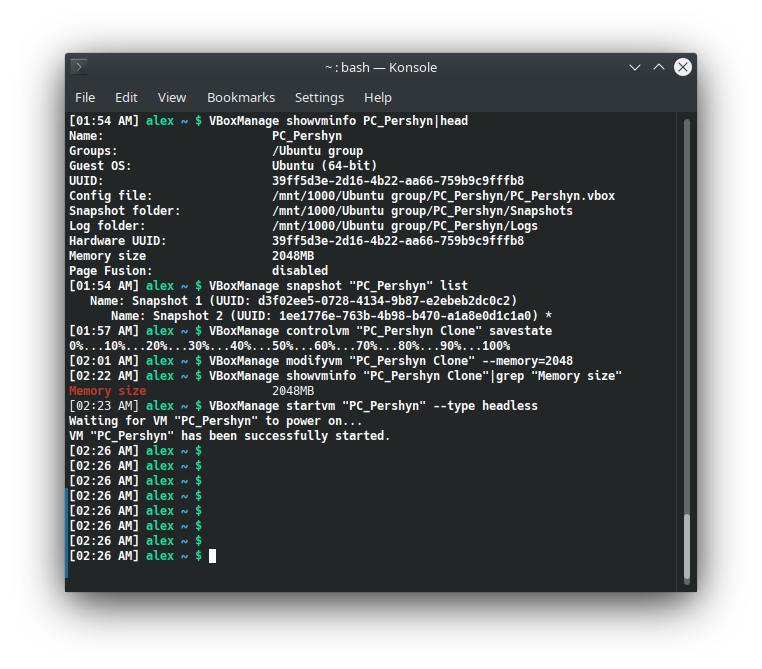 ~ : bash — Konsole
File Edit View Bookmarks Settings Help
[01:54 AM] alex ~ $ VBoxManage showvminfo PC_Pershyn|head
Name: PC_Pershyn
Groups: /Ubuntu group
Guest OS: Ubuntu (64-bit)
UUID: 39ff5d3e-2d16-4b22-aa66-759b9c9fffb8
Config file: /mnt/1000/Ubuntu group/PC_Pershyn/PC_Pershyn.vbox
Snapshot folder: /mnt/1000/Ubuntu group/PC_Pershyn/Snapshots
Log folder: /mnt/1000/Ubuntu group/PC_Pershyn/Logs
Hardware UUID: 39ff5d3e-2d16-4b22-aa66-759b9c9fffb8
Memory size 2048MB
Page Fusion: disabled
[01:54 AM] alex ~ $ VBoxManage snapshot "PC_Pershyn" list
Name: Snapshot 1 (UUID: d3f02ee5-0728-4134-9b87-e2ebeb2dc0c2)
Name: Snapshot 2 (UUID: 1ee1776e-763b-4b98-b470-a1a8e0d1c1a0) *
[01:57 AM] alex ~ $ VBoxManage controlvm "PC_Pershyn Clone" savestate
0%...10%...20%...30%...40%...50%...60%...70%...80%...90%...100%
[02:01 AM] alex ~ $ VBoxManage modifyvm "PC_Pershyn Clone" --memory=2048
[02:22 AM] alex ~ $ VBoxManage showvminfo "PC_Pershyn Clone"|grep "Memory size"
Memory size 2048MB
[02:23 AM] alex ~ $ VBoxManage startvm "PC_Pershyn" --type headless
Waiting for VM "PC_Pershyn" to power on...
VM "PC_Pershyn" has been successfully started.
[02:26 AM] alex ~ $
[02:26 AM] alex ~ $
[02:26 AM] alex ~ $
[02:26 AM] alex ~ $
[02:26 AM] alex ~ $
[02:26 AM] alex ~ $
[02:26 AM] alex ~ $
[02:26 AM] alex ~ $